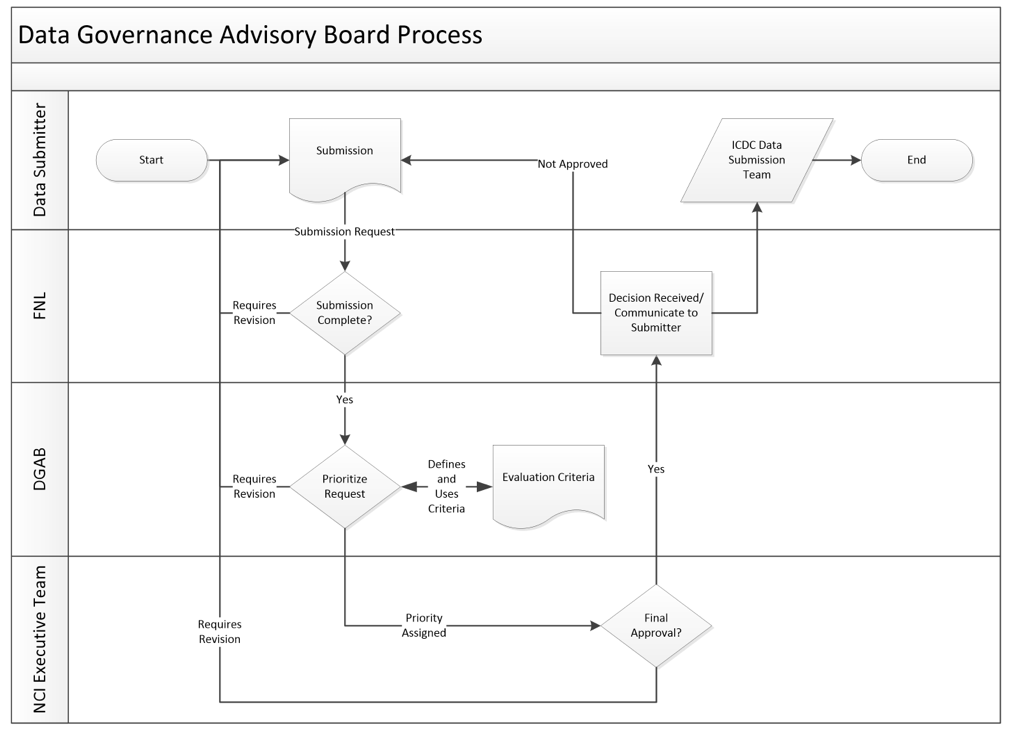 Data Governance Advisory Board Process
Data Submitter
Start
Submission
Not Approved
ICDC Data
Submission
Team
End
Submission Request
FNL
Requires
Revision
Submission
Complete?
Decision Received/
Communicate to
Submitter
Yes
DGAB
Requires
Revision
Prioritize
Request
Defines
and
Uses
Criteria
Evaluation Criteria
Yes
NCI Executive Team
Requires
Revision
Priority
Assigned
Final
Approval?